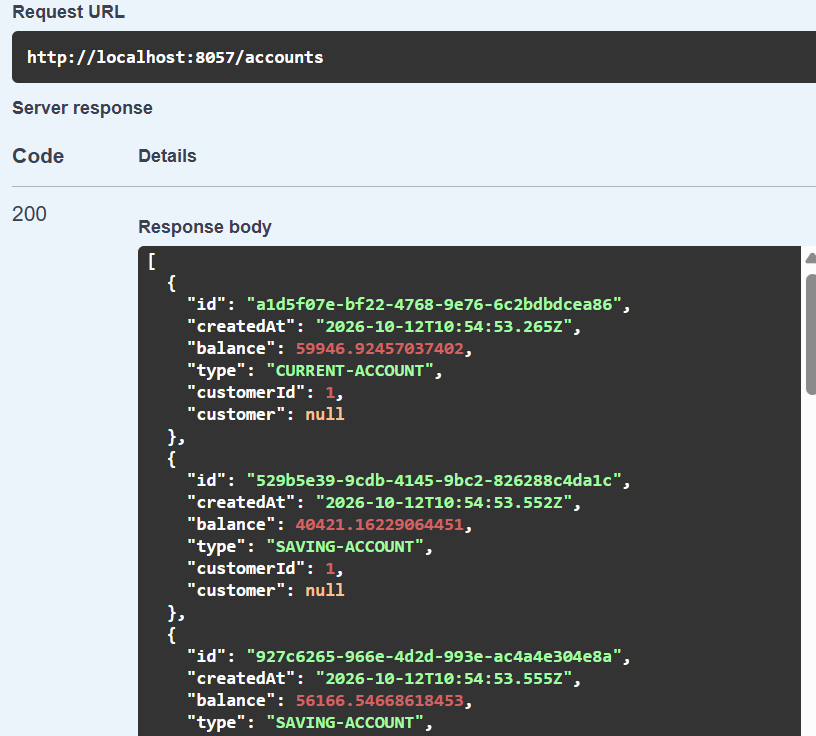 Request URL
http://localhost:8057/accounts
Server response
Code Details
200
Response body
[
{
"id": "a1d5f07e-bf22-4768-9e76-6c2bdbdcea86",
"createdAt": "2026-10-12T10:54:53.265Z",
"balance": 59946.92457037402,
"type": "CURRENT-ACCOUNT",
"customerId": 1,
"customer": null
},
{
"id": "529b5e39-9cdb-4145-9bc2-826288c4da1c",
"createdAt": "2026-10-12T10:54:53.552Z",
"balance": 40421.16229064451,
"type": "SAVING-ACCOUNT",
"customerId": 1,
"customer": null
},
{
"id": "927c6265-966e-4d2d-993e-ac4a4e304e8a",
"createdAt": "2026-10-12T10:54:53.555Z",
"balance": 56166.54668618453,
"type": "SAVING-ACCOUNT",